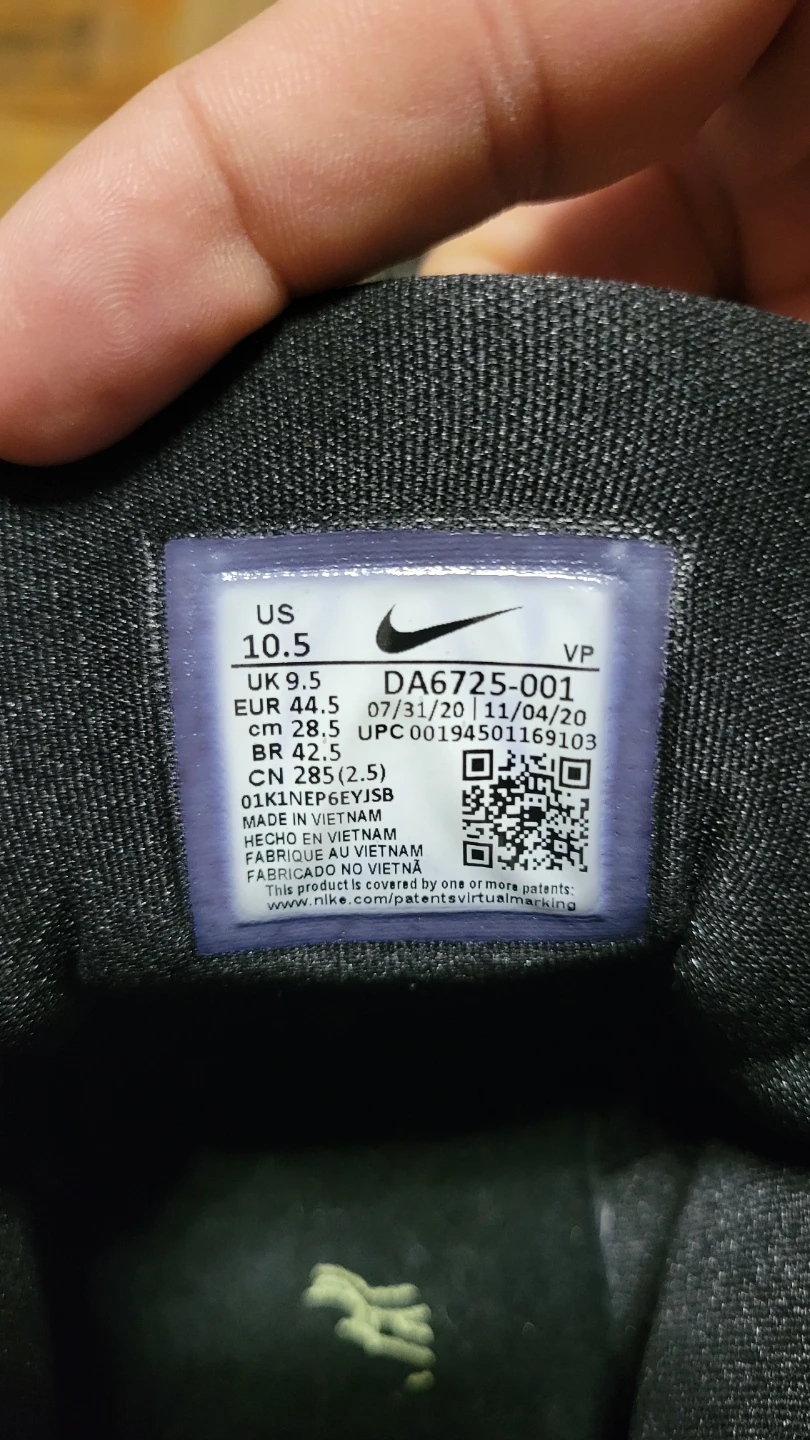 US
10.5
VP
UK 9.5
DA6725-001
EUR 44.5
07/31/20 | 11/04/20
cm 28.5
UPC 00194501169103
BR 42.5
CN 285(2.5)
01K1NEP6EYJSB
MADE IN VIETNAM
HECHO EN VIETNAM
FABRIQUE AU VIETNAM
FABRICADO NO VIETNÃ
This product is covered by one or more patents:
www.nike.com/patentsvirtualmarking